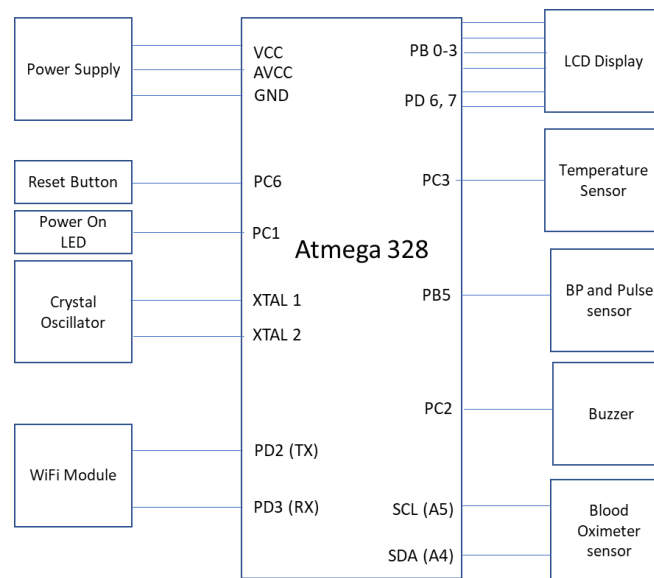 Power Supply
VCC
AVCC
GND
PB 0-3
PD 6, 7
LCD Display
Reset Button
PC6
PC3
Temperature
Sensor
Power On
LED
PC1
Atmega 328
Crystal
Oscillator
XTAL 1
XTAL 2
PB5
BP and Pulse
sensor
PC2
Buzzer
WiFi Module
PD2 (TX)
PD3 (RX)
SCL (A5)
SDA (A4)
Blood
Oximeter
sensor